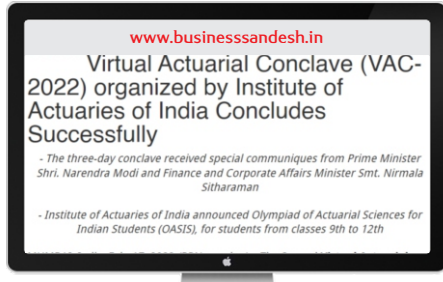 www.businesssandesh.in
Virtual Actuarial Conclave (VAC-
2022) organized by Institute of
Actuaries of India Concludes
Successfully
- The three-day conclave received special communiques from Prime Minister
Shri. Narendra Modi and Finance and Corporate Affairs Minister Smt. Nirmala
Sitharaman
- Institute of Actuaries of India announced Olympiad of Actuarial Sciences for
Indian Students (OASIS), for students from classes 9th to 12th